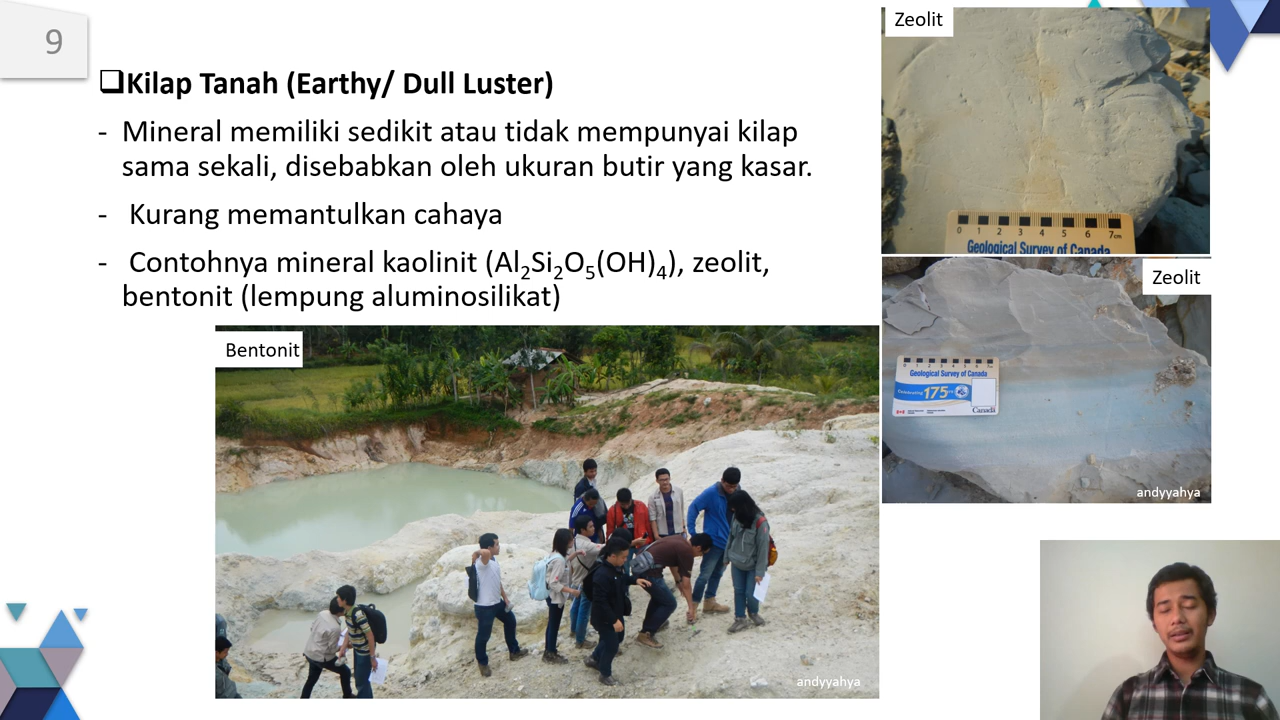 9
❑Kilap Tanah (Earthy/ Dull Luster)
- Mineral memiliki sedikit atau tidak mempunyai kilap
sama sekali, disebabkan oleh ukuran butir yang kasar.
- Kurang memantulkan cahaya
- Contohnya mineral kaolinit (Al₂Si₂O₅(OH)₄), zeolit,
bentonit (lempung aluminosilikat)
Zeolit
0 1 2 3 4 5 6 7cm
Geological Survey of Canada
Zeolit
Geological Survey of Canada
175
Canada
andyyahya
Bentonit
andyyahya